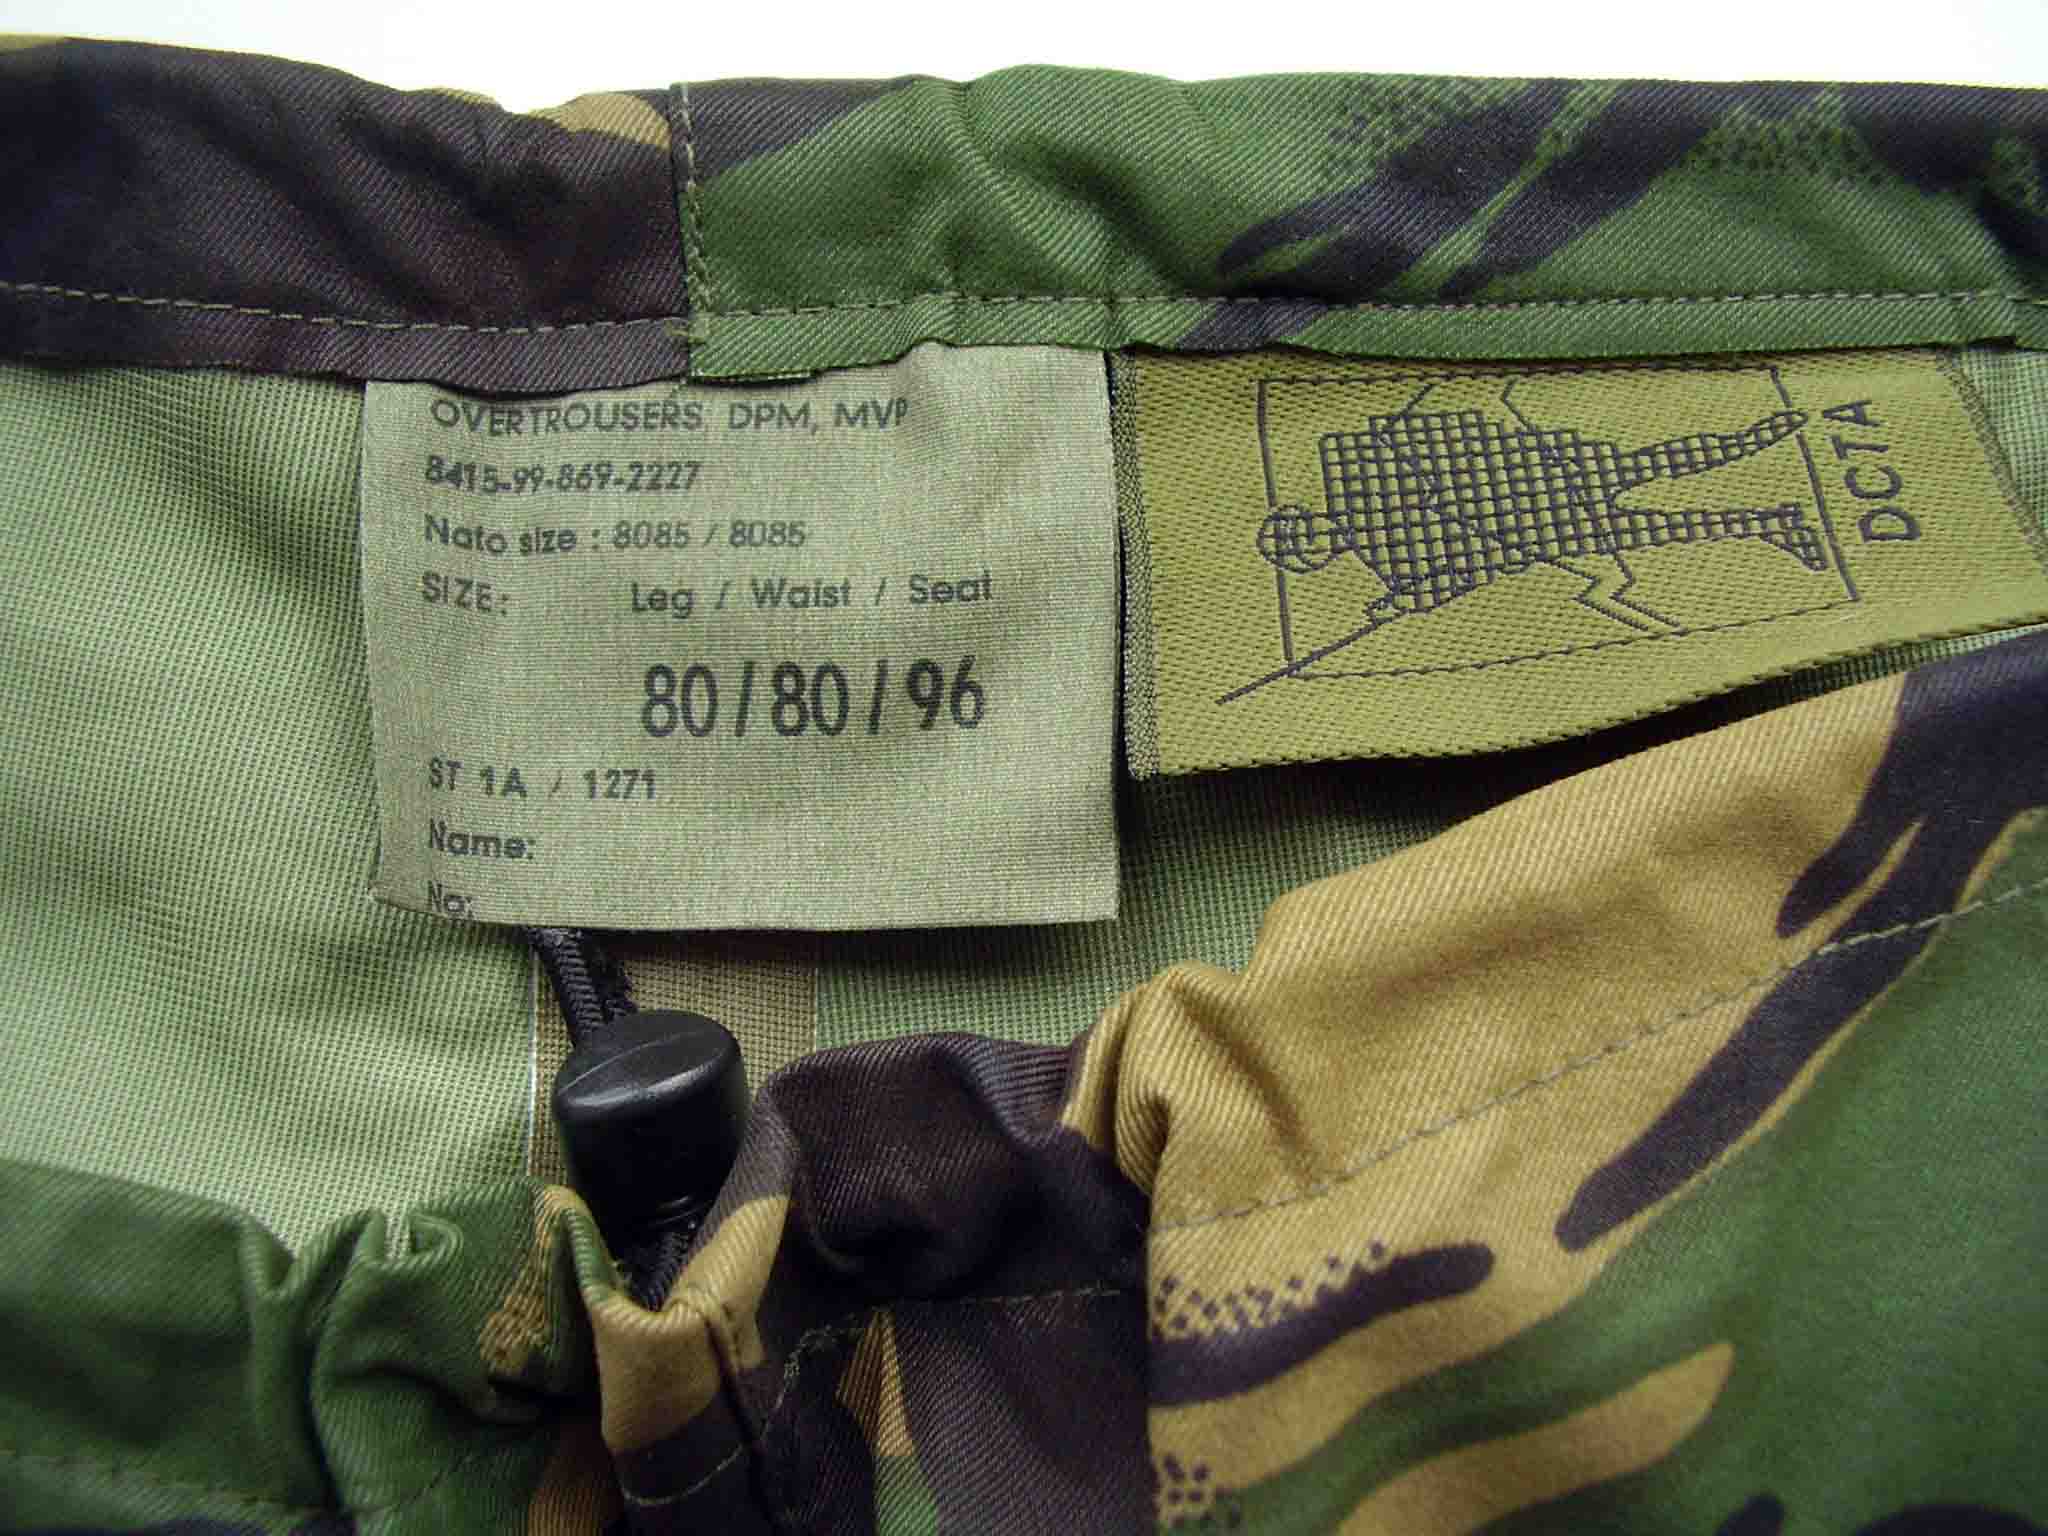 OVERTROUSERS DPM, MVP
8415-99-869-2227
Nato size : 8085 / 8085
SIZE: Leg / Waist / Seat
80/80/96
ST 1A / 1271
Name:
No:
DCTA